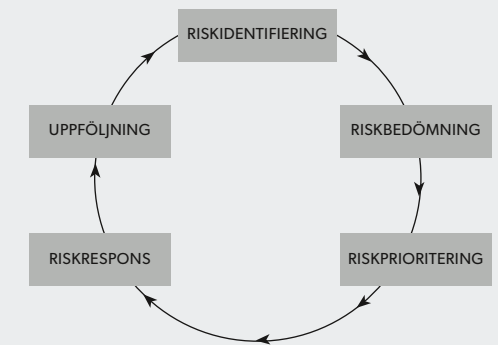 RISKIDENTIFIERING
UPPFÖLJNING
RISKBEDÖMNING
RISKRESPONS
RISKPRIORITERING